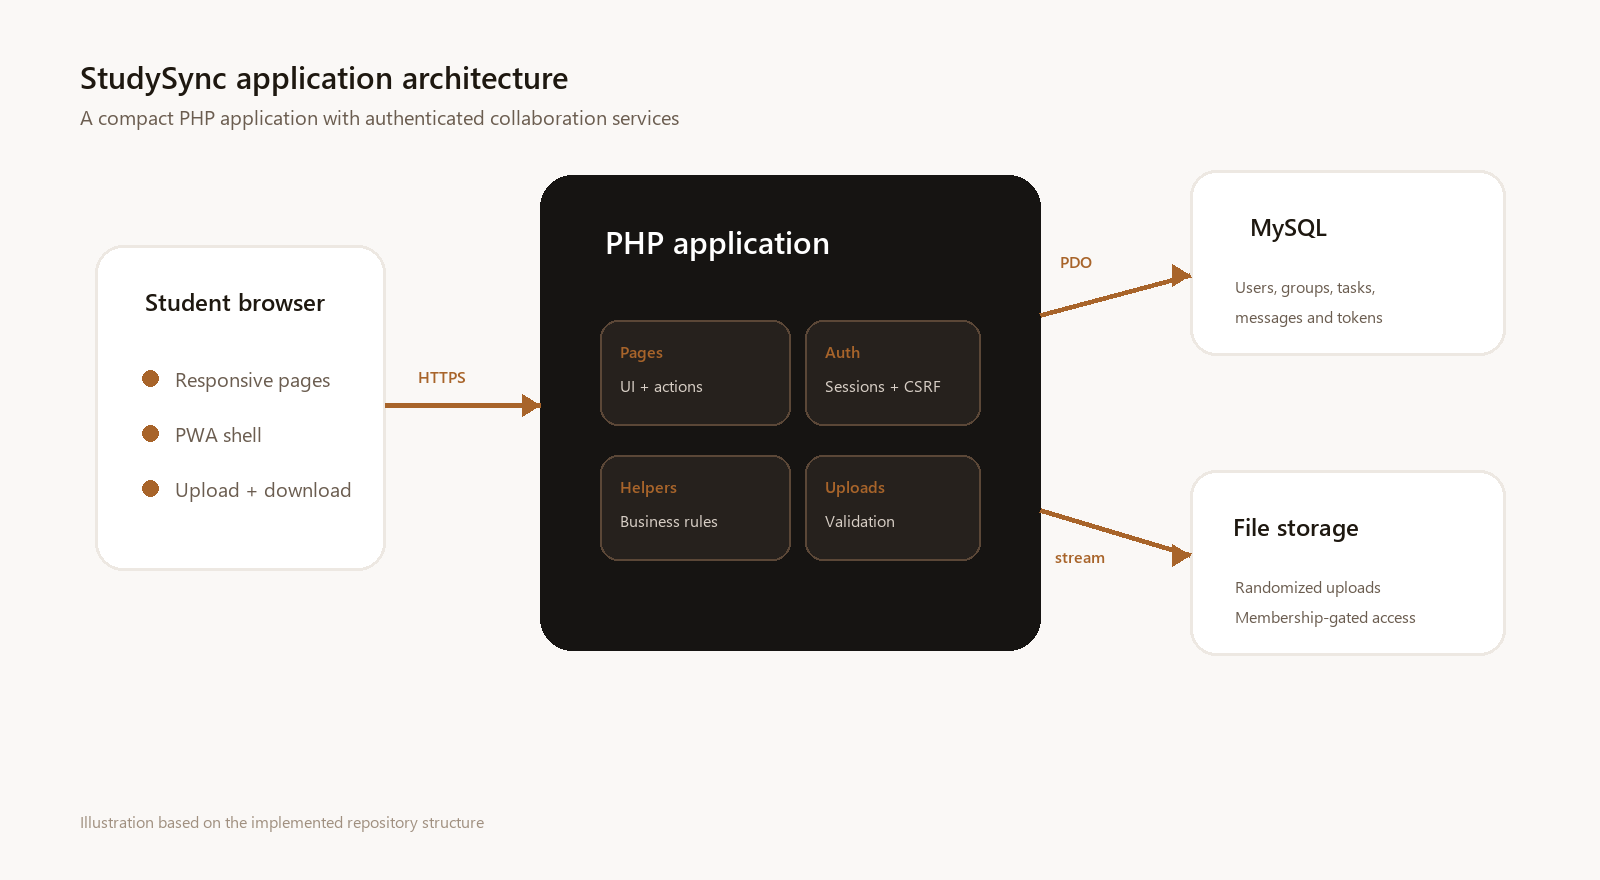 StudySync application architecture
A compact PHP application with authenticated collaboration services
Student browser
Responsive pages
PWA shell
Upload + download
HTTPS
PHP application
Pages
UI + actions
Auth
Sessions + CSRF
Helpers
Business rules
Uploads
Validation
PDO
MySQL
Users, groups, tasks,
messages and tokens
stream
File storage
Randomized uploads
Membership-gated access
Illustration based on the implemented repository structure